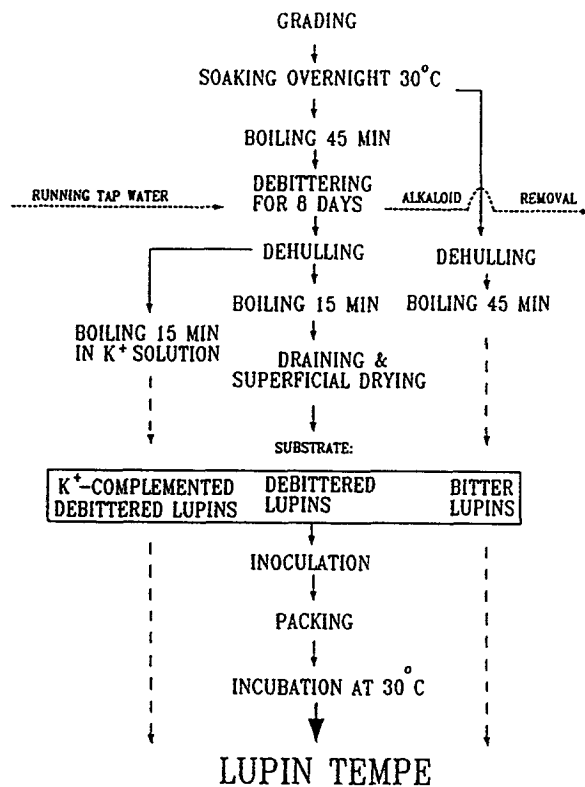 GRADING
SOAKING OVERNIGHT 30°C
BOILING 45 MIN
RUNNING TAP WATER
DEBITTERING
FOR 8 DAYS
ALKALOID
REMOVAL
DEHULLING
DEHULLING
BOILING 15 MIN
BOILING 45 MIN
BOILING 15 MIN
IN K⁺ SOLUTION
DRAINING &
SUPERFICIAL DRYING
SUBSTRATE:
K⁺-COMPLEMENTED
DEBITTERED LUPINS
DEBITTERED
LUPINS
BITTER
LUPINS
INOCULATION
PACKING
INCUBATION AT 30°C
LUPIN TEMPE